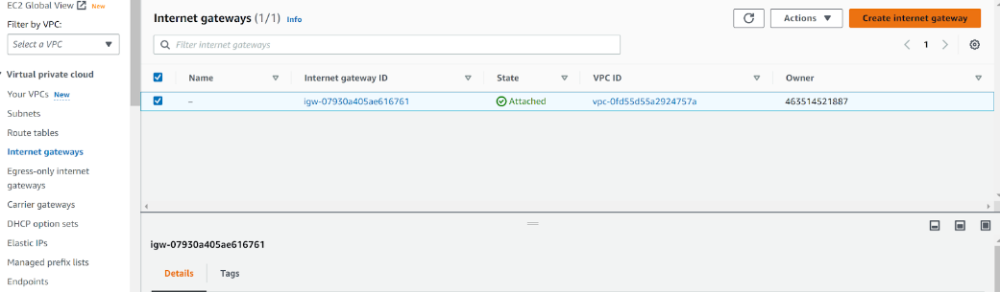 EC2 Global View New
Filter by VPC:
Select a VPC
Virtual private cloud
Your VPCs New
Subnets
Route tables
Internet gateways
Egress-only internet
gateways
Carrier gateways
DHCP option sets
Elastic IPs
Managed prefix lists
Endpoints
Internet gateways (1/1) Info
Actions
Create internet gateway
Filter internet gateways
1
Name Internet gateway ID State VPC ID Owner
– igw-07930a405ae616761 Attached vpc-0fd55d55a2924757a 463514521887
igw-07930a405ae616761
Details Tags